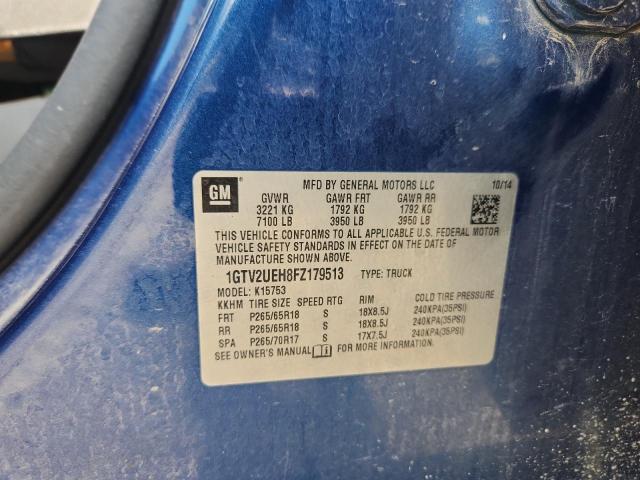 GM
MFD BY GENERAL MOTORS LLC 10/14
GVWR GAWR FRT GAWR RR
3221 KG 1792 KG 1792 KG
7100 LB 3950 LB 3950 LB
THIS VEHICLE CONFORMS TO ALL APPLICABLE U.S. FEDERAL MOTOR
VEHICLE SAFETY STANDARDS IN EFFECT ON THE DATE OF
MANUFACTURE SHOWN ABOVE.
1GTV2UEH8FZ179513 TYPE: TRUCK
MODEL: K15753
KKHM TIRE SIZE SPEED RTG RIM COLD TIRE PRESSURE
FRT P265/65R18 S 18X8.5J 240KPA(35PSI)
RR P265/65R18 S 18X8.5J 240KPA(35PSI)
SPA P265/70R17 S 17X7.5J 240KPA(35PSI)
SEE OWNER'S MANUAL FOR MORE INFORMATION.